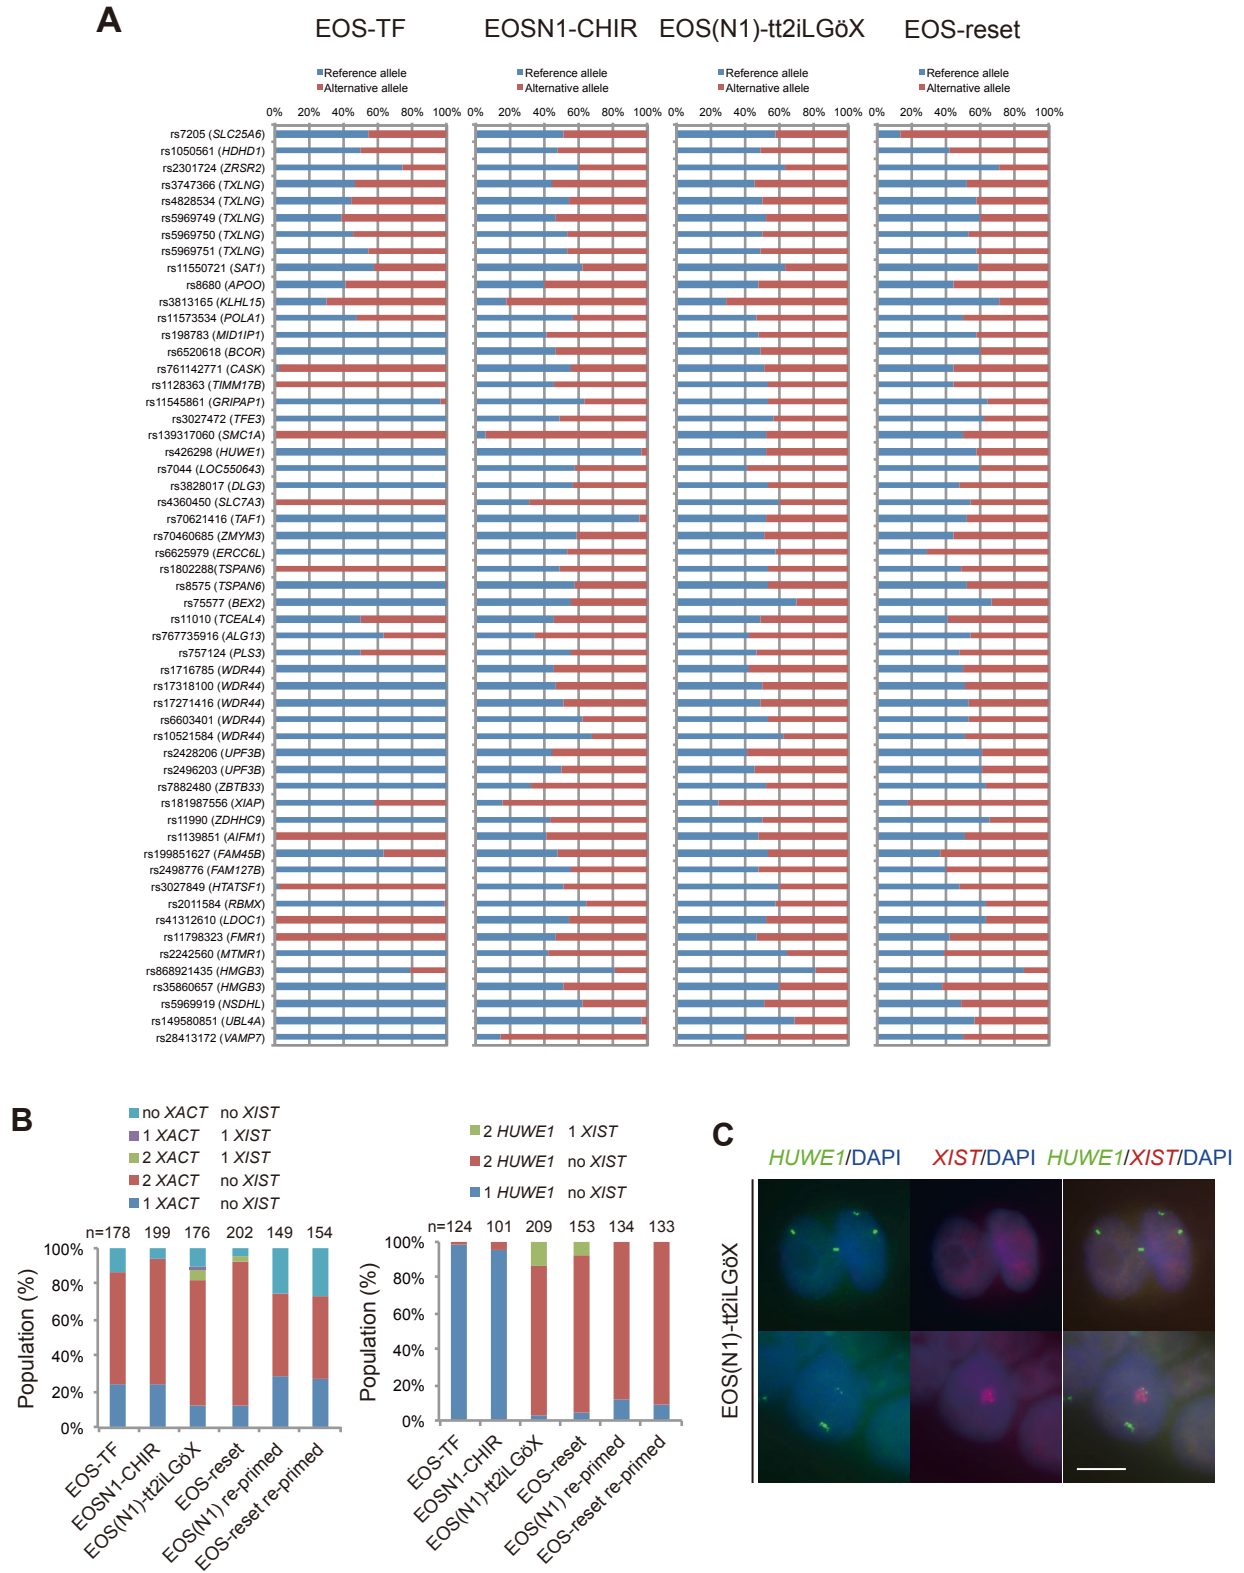 A
EOS-TF EOSN1-CHIR EOS(N1)-tt2iLGöX EOS-reset
Reference allele Reference allele Reference allele Reference allele
Alternative allele Alternative allele Alternative allele Alternative allele
0% 20% 40% 60% 80% 100% 0% 20% 40% 60% 80% 100% 0% 20% 40% 60% 80% 100% 0% 20% 40% 60% 80% 100%
rs7205 (SLC25A6)
rs1050561 (HDHD1)
rs2301724 (ZRSR2)
rs3747366 (TXLNG)
rs4828534 (TXLNG)
rs5969749 (TXLNG)
rs5969750 (TXLNG)
rs5969751 (TXLNG)
rs11550721 (SAT1)
rs8680 (APOO)
rs3813165 (KLHL15)
rs11573534 (POLA1)
rs198783 (MID1IP1)
rs6520618 (BCOR)
rs761142771 (CASK)
rs1128363 (TIMM17B)
rs11545861 (GRIPAP1)
rs3027472 (TFE3)
rs139317060 (SMC1A)
rs426298 (HUWE1)
rs7044 (LOC550643)
rs3828017 (DLG3)
rs4360450 (SLC7A3)
rs70621416 (TAF1)
rs70460685 (ZMYM3)
rs6625979 (ERCC6L)
rs1802288(TSPAN6)
rs8575 (TSPAN6)
rs75577 (BEX2)
rs11010 (TCEAL4)
rs767735916 (ALG13)
rs757124 (PLS3)
rs1716785 (WDR44)
rs17318100 (WDR44)
rs17271416 (WDR44)
rs6603401 (WDR44)
rs10521584 (WDR44)
rs2428206 (UPF3B)
rs2496203 (UPF3B)
rs7882480 (ZBTB33)
rs181987556 (XIAP)
rs11990 (ZDHHC9)
rs1139851 (AIFM1)
rs199851627 (FAM45B)
rs2498776 (FAM127B)
rs3027849 (HTATSF1)
rs2011584 (RBMX)
rs41312610 (LDOC1)
rs11798323 (FMR1)
rs2242560 (MTMR1)
rs868921435 (HMGB3)
rs35860657 (HMGB3)
rs5969919 (NSDHL)
rs149580851 (UBL4A)
rs28413172 (VAMP7)
B
no XACT no XIST
1 XACT 1 XIST
2 XACT 1 XIST
2 XACT no XIST
1 XACT no XIST
n=178 199 176 202 149 154
100%
80%
60%
40%
20%
0%
Population (%)
EOS-TF
EOSN1-CHIR
EOS(N1)-tt2iLGöX
EOS-reset
EOS(N1) re-primed
EOS-reset re-primed
2 HUWE1 1 XIST
2 HUWE1 no XIST
1 HUWE1 no XIST
n=124 101 209 153 134 133
100%
80%
60%
40%
20%
0%
Population (%)
EOS-TF
EOSN1-CHIR
EOS(N1)-tt2iLGöX
EOS-reset
EOS(N1) re-primed
EOS-reset re-primed
C
HUWE1/DAPI XIST/DAPI HUWE1/XIST/DAPI
EOS(N1)-tt2iLGöX